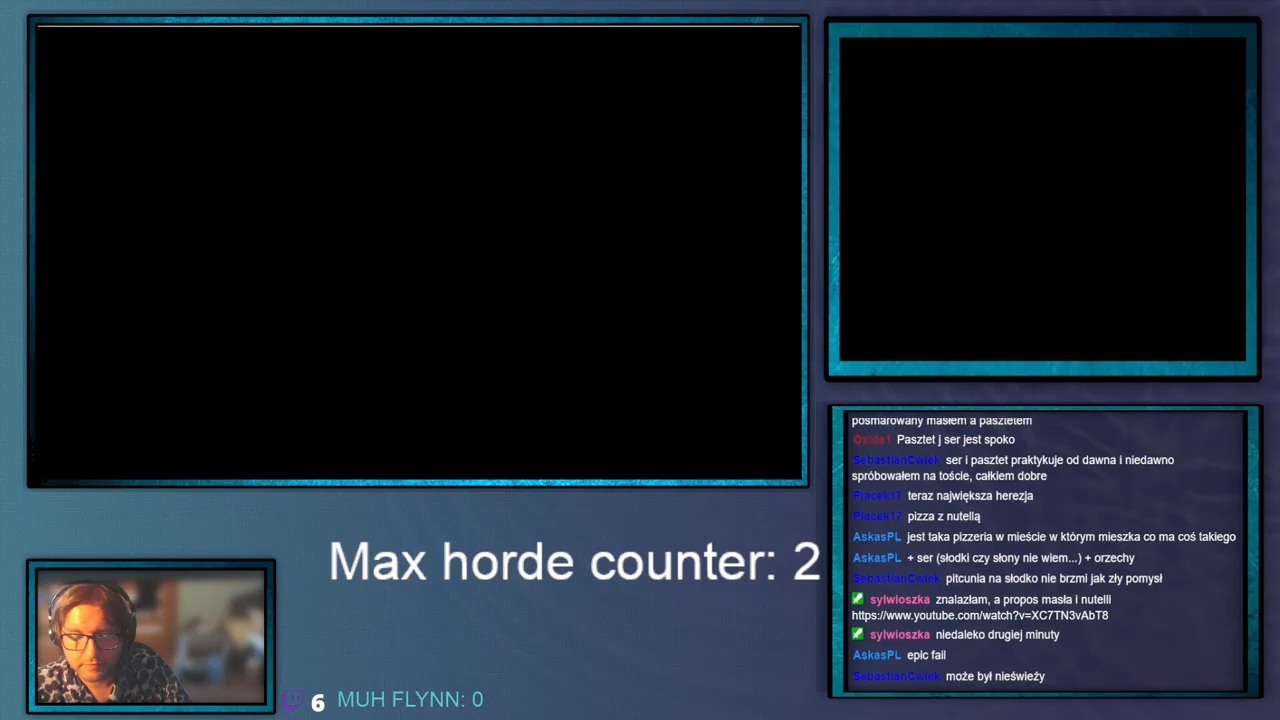 posmarowany masłem a pasztetem
Oxide1 Pasztet j ser jest spoko
SebastianCwiek ser i pasztet praktykuje od dawna i niedawno
spróbowałem na toście, całkiem dobre
Placek17 teraz największa herezja
Placek17 pizza z nutellą
AskasPL jest taka pizzeria w mieście w którym mieszka co ma coś takiego
AskasPL + ser (słodki czy słony nie wiem...) + orzechy
SebastianCwiek pitcunia na słodko nie brzmi jak zły pomysł
sylwioszka znalazłam, a propos masła i nutelli
https://www.youtube.com/watch?v=XC7TN3vAbT8
sylwioszka niedaleko drugiej minuty
AskasPL epic fail
SebastianCwiek może był nieświeży
Max horde counter: 2
6 MUH FLYNN: 0